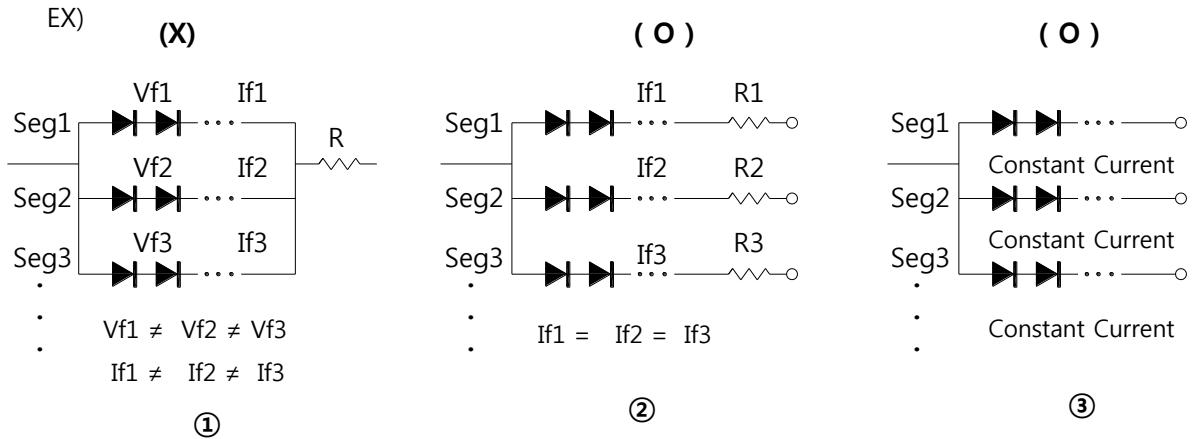 EX)
(X)
Vf1 If1
Seg1
R
Vf2 If2
Seg2
Vf3 If3
Seg3
Vf1 ≠ Vf2 ≠ Vf3
If1 ≠ If2 ≠ If3
①
( O )
If1 R1
Seg1
If2 R2
Seg2
If3 R3
Seg3
If1 = If2 = If3
②
( O )
Seg1
Constant Current
Seg2
Constant Current
Seg3
Constant Current
③